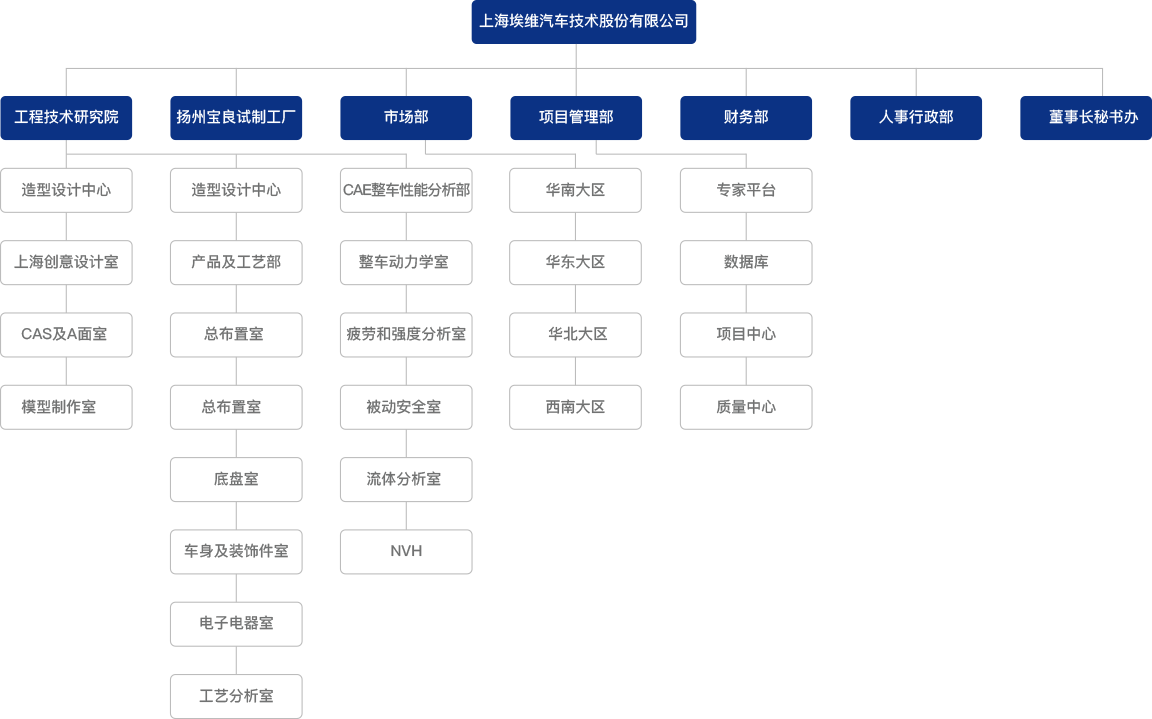 上海埃维汽车技术股份有限公司
工程技术研究院
扬州宝良试制工厂
市场部
项目管理部
财务部
人事行政部
董事长秘书办
造型设计中心
造型设计中心
CAE整车性能分析部
华南大区
专家平台
上海创意设计室
产品及工艺部
整车动力学室
华东大区
数据库
CAS及A面室
总布置室
疲劳和强度分析室
华北大区
项目中心
模型制作室
总布置室
被动安全室
西南大区
质量中心
底盘室
流体分析室
车身及装饰件室
NVH
电子电器室
工艺分析室